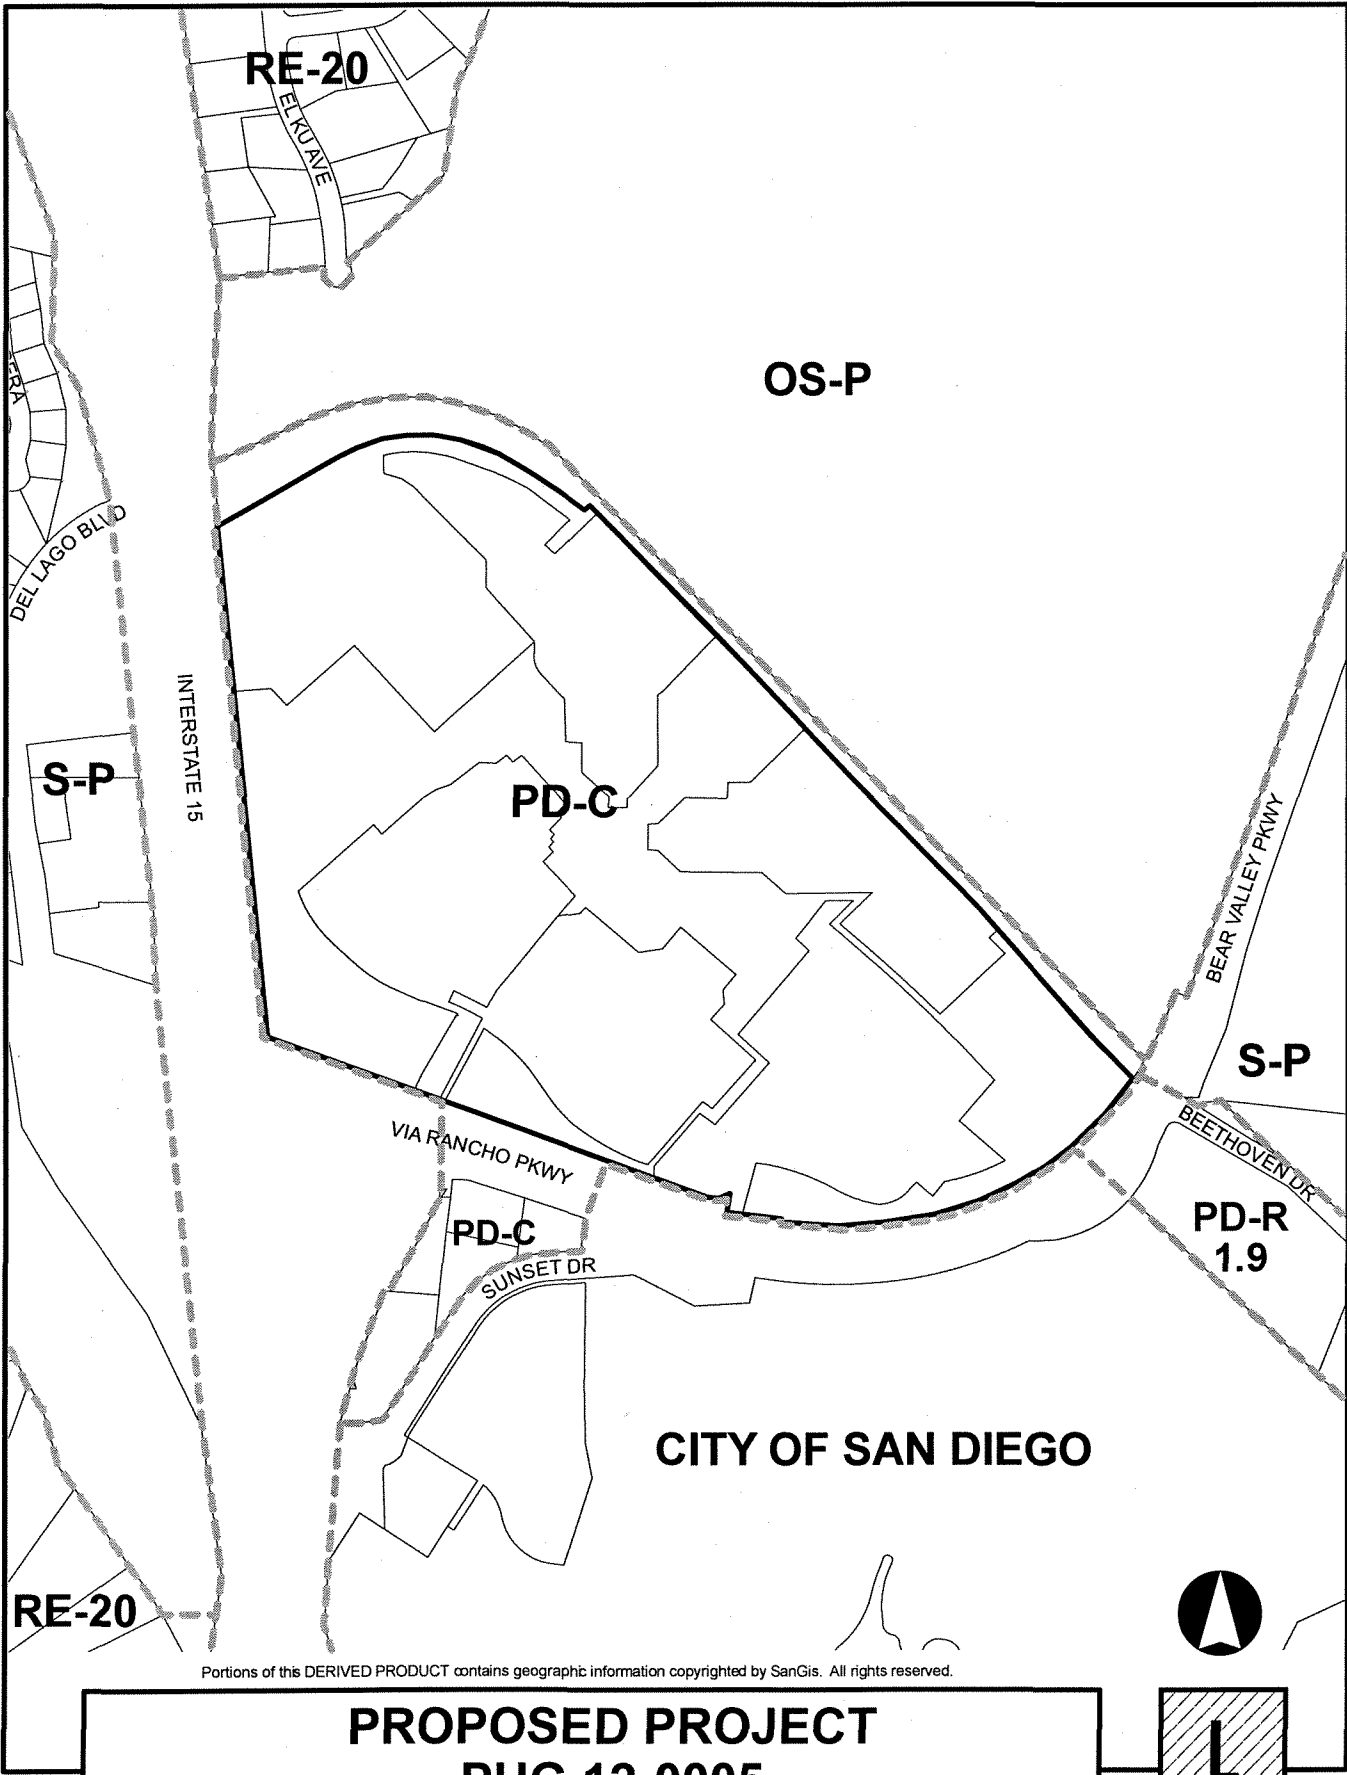 RE-20
EL KU AVE
OS-P
DEL LAGO BLVD
INTERSTATE 15
S-P
PD-C
BEAR VALLEY PKWY
S-P
BEETHOVEN DR
VIA RANCHO PKWY
PD-R
1.9
PD-C
SUNSET DR
CITY OF SAN DIEGO
RE-20
Portions of this DERIVED PRODUCT contains geographic information copyrighted by SanGis. All rights reserved.
PROPOSED PROJECT